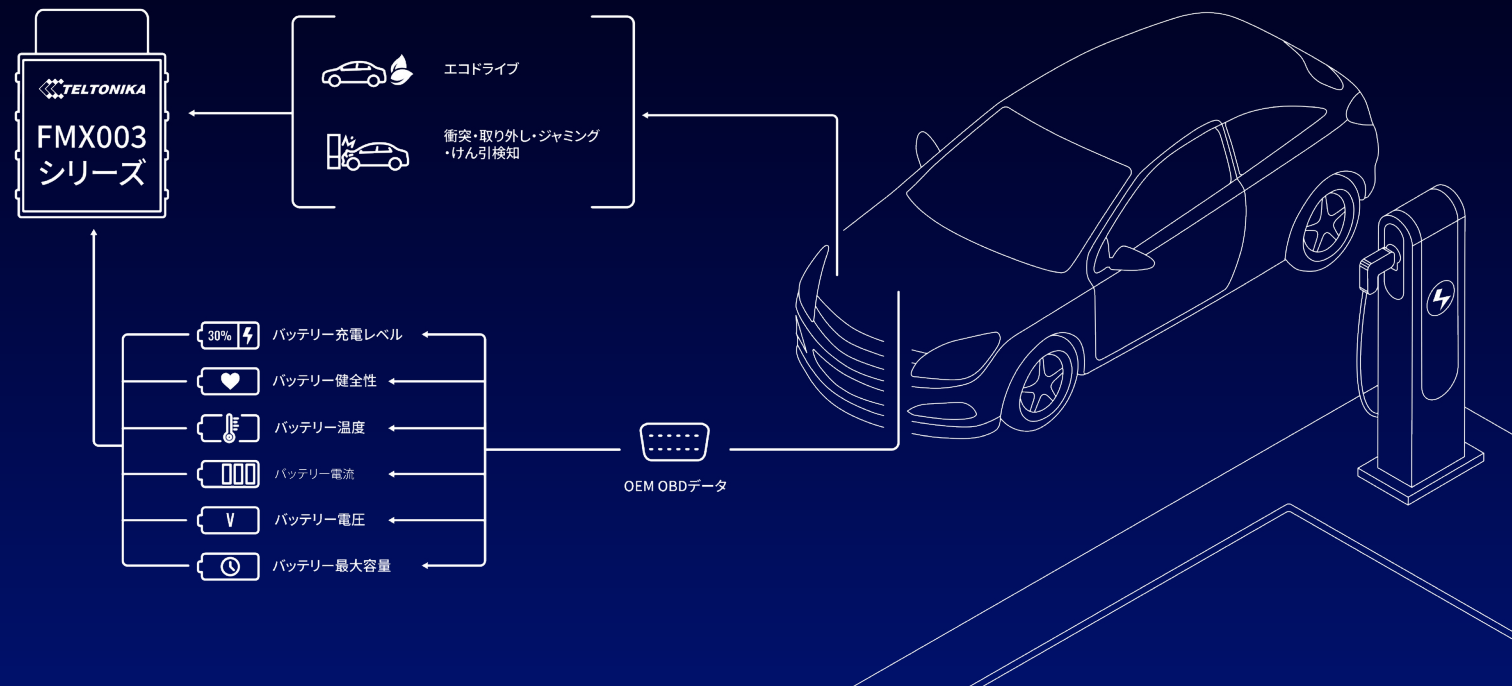 TELTONIKA
FMX003
シリーズ
エコドライブ
衝突・取り外し・ジャミング
・けん引検知
30%
バッテリー充電レベル
バッテリー健全性
バッテリー温度
バッテリー電流
V
バッテリー電圧
バッテリー最大容量
OEM OBDデータ